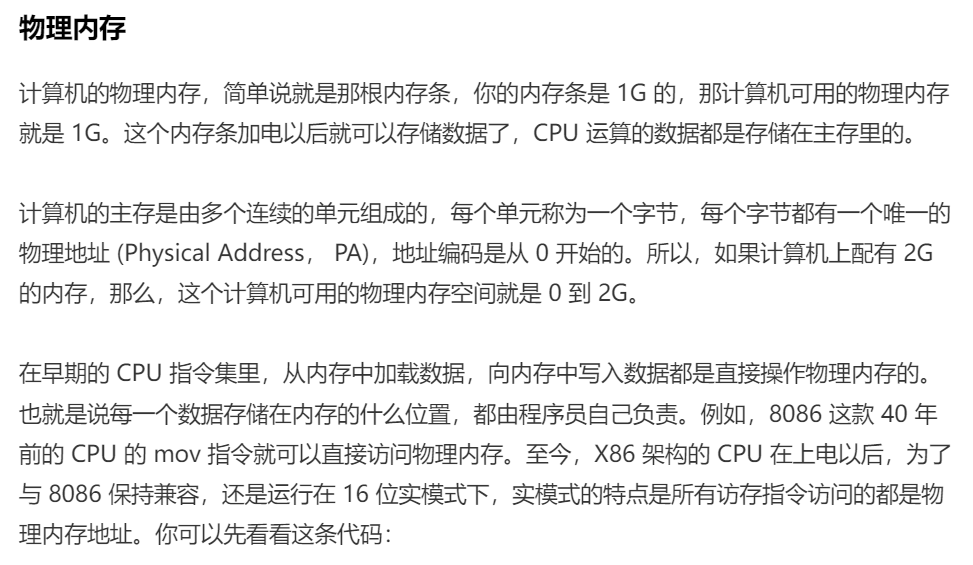 物理内存
计算机的物理内存，简单说就是那根内存条，你的内存条是 1G 的，那计算机可用的物理内存
就是 1G。这个内存条加电以后就可以存储数据了，CPU 运算的数据都是存储在主存里的。
计算机的主存是由多个连续的单元组成的，每个单元称为一个字节，每个字节都有一个唯一的
物理地址 (Physical Address， PA)，地址编码是从 0 开始的。所以，如果计算机上配有 2G
的内存，那么，这个计算机可用的物理内存空间就是 0 到 2G。
在早期的 CPU 指令集里，从内存中加载数据，向内存中写入数据都是直接操作物理内存的。
也就是说每一个数据存储在内存的什么位置，都由程序员自己负责。例如，8086 这款 40 年
前的 CPU 的 mov 指令就可以直接访问物理内存。至今，X86 架构的 CPU 在上电以后，为了
与 8086 保持兼容，还是运行在 16 位实模式下，实模式的特点是所有访存指令访问的都是物
理内存地址。你可以先看看这条代码：